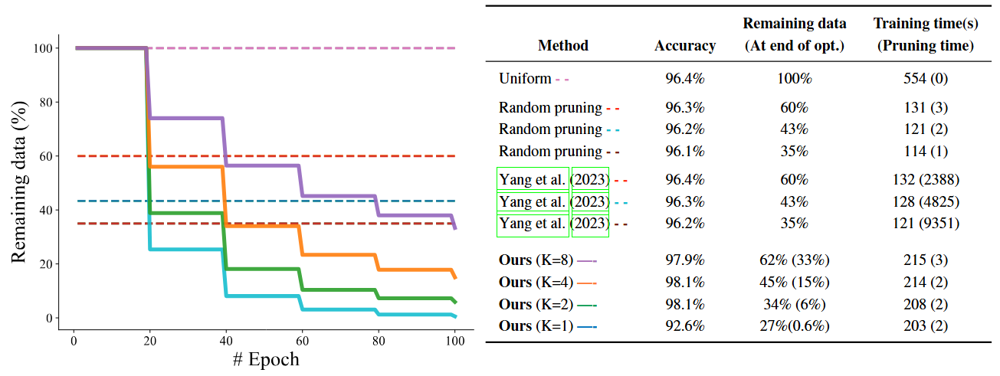 Remaining data (%)
100
80
60
40
20
0
0 20 40 60 80 100
# Epoch
Method Accuracy Remaining data (At end of opt.) Training time(s) (Pruning time)
Uniform - - 96.4% 100% 554 (0)
Random pruning - - 96.3% 60% 131 (3)
Random pruning - - 96.2% 43% 121 (2)
Random pruning - - 96.1% 35% 114 (1)
Yang et al. (2023) - - 96.4% 60% 132 (2388)
Yang et al. (2023) - - 96.3% 43% 128 (4825)
Yang et al. (2023) - - 96.2% 35% 121 (9351)
Ours (K=8) —- 97.9% 62% (33%) 215 (3)
Ours (K=4) —- 98.1% 45% (15%) 214 (2)
Ours (K=2) —- 98.1% 34% (6%) 208 (2)
Ours (K=1) —- 92.6% 27%(0.6%) 203 (2)